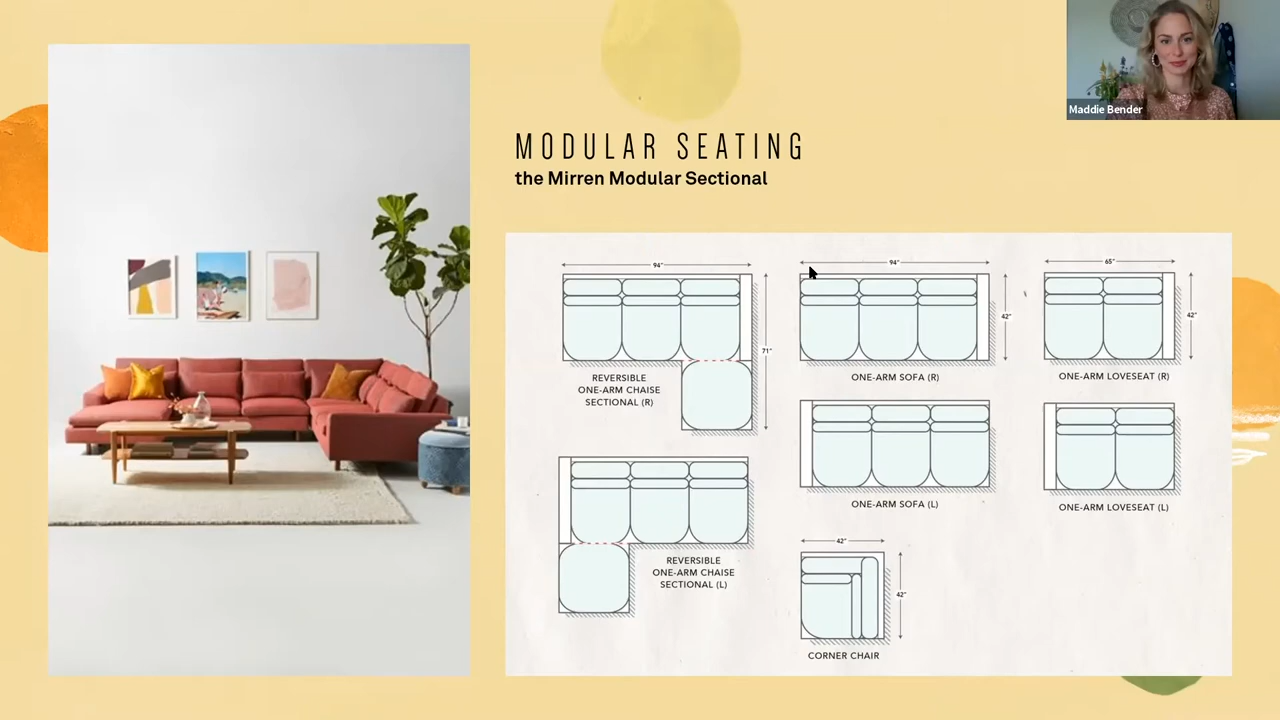 Maddie Bender
MODULAR SEATING
the Mirren Modular Sectional
94"
71"
REVERSIBLE
ONE-ARM CHAISE
SECTIONAL (R)
94"
42"
ONE-ARM SOFA (R)
65"
42"
ONE-ARM LOVESEAT (R)
ONE-ARM SOFA (L)
ONE-ARM LOVESEAT (L)
REVERSIBLE
ONE-ARM CHAISE
SECTIONAL (L)
42"
42"
CORNER CHAIR